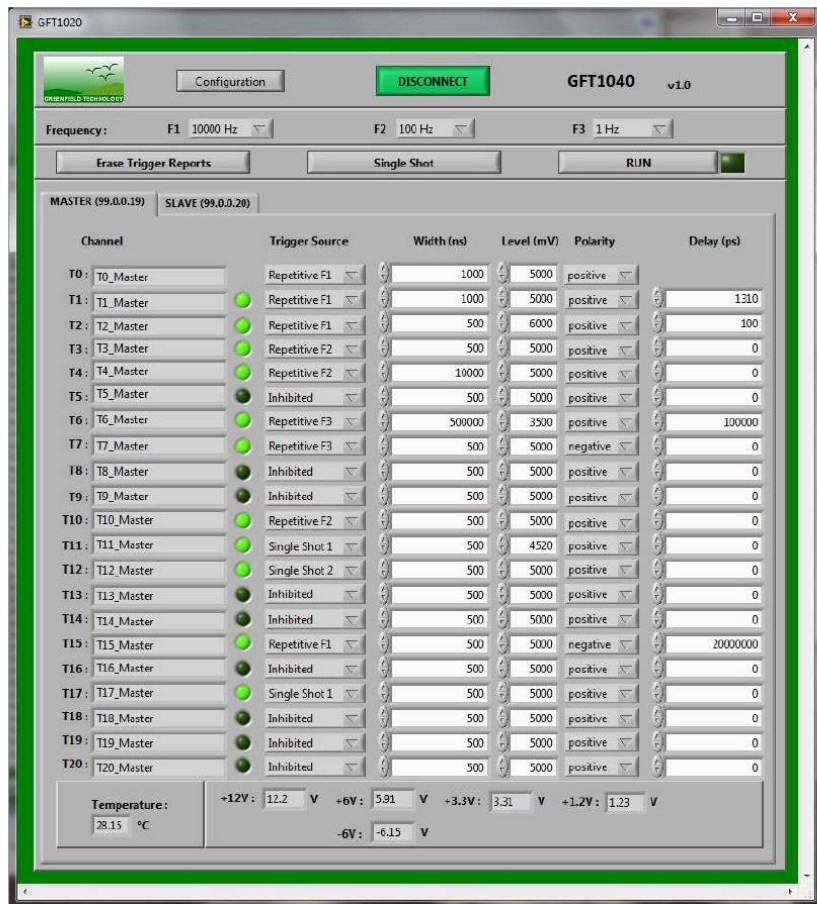 GFT1020
GREENFIELD TECHNOLOGY
Configuration
DISCONNECT
GFT1040 v1.0
Frequency: F1 10000 Hz F2 100 Hz F3 1 Hz
Erase Trigger Reports Single Shot RUN
MASTER (99.0.0.19) SLAVE (99.0.0.20)
Channel Trigger Source Width (ns) Level (mV) Polarity Delay (ps)
T0 : T0_Master Repetitive F1 1000 5000 positive
T1 : T1_Master Repetitive F1 1000 5000 positive 1310
T2 : T2_Master Repetitive F1 500 6000 positive 100
T3 : T3_Master Repetitive F2 500 5000 positive 0
T4 : T4_Master Repetitive F2 10000 5000 positive 0
T5 : T5_Master Inhibited 500 5000 positive 0
T6 : T6_Master Repetitive F3 500000 3500 positive 100000
T7 : T7_Master Repetitive F3 500 5000 negative 0
T8 : T8_Master Inhibited 500 5000 positive 0
T9 : T9_Master Inhibited 500 5000 positive 0
T10 : T10_Master Repetitive F2 500 5000 positive 0
T11 : T11_Master Single Shot 1 500 4520 positive 0
T12 : T12_Master Single Shot 2 500 5000 positive 0
T13 : T13_Master Inhibited 500 5000 positive 0
T14 : T14_Master Inhibited 500 5000 positive 0
T15 : T15_Master Repetitive F1 500 5000 negative 20000000
T16 : T16_Master Inhibited 500 5000 positive 0
T17 : T17_Master Single Shot 1 500 5000 positive 0
T18 : T18_Master Inhibited 500 5000 positive 0
T19 : T19_Master Inhibited 500 5000 positive 0
T20 : T20_Master Inhibited 500 5000 positive 0
Temperature :
28.15 °C
+12V : 12.2 V +6V : 5.91 V +3.3V : 3.31 V +1.2V : 1.23 V
-6V : -6.15 V